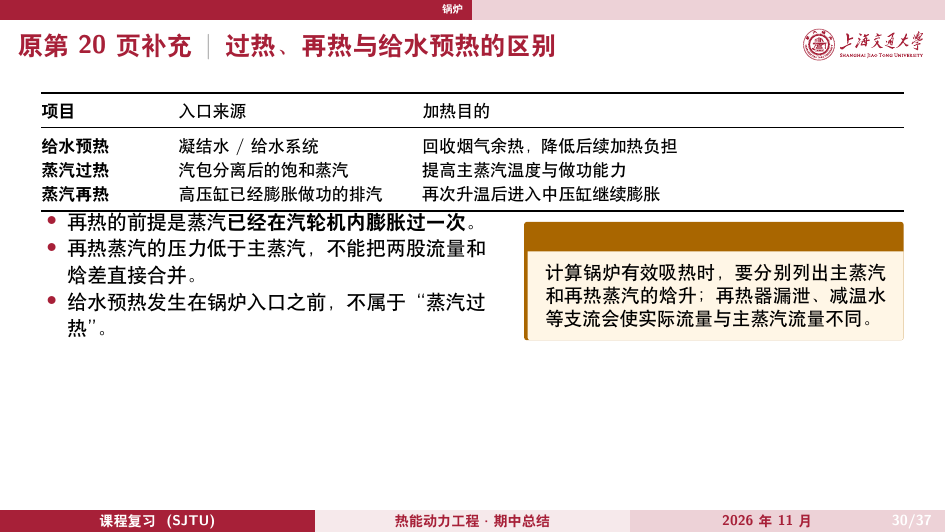 锅炉
原第 20 页补充 | 过热、再热与给水预热的区别
上海交通大学
SHANGHAI JIAO TONG UNIVERSITY
项目 入口来源 加热目的
给水预热 凝结水 / 给水系统 回收烟气余热，降低后续加热负担
蒸汽过热 汽包分离后的饱和蒸汽 提高主蒸汽温度与做功能力
蒸汽再热 高压缸已经膨胀做功的排汽 再次升温后进入中压缸继续膨胀
• 再热的前提是蒸汽已经在汽轮机内膨胀过一次。
• 再热蒸汽的压力低于主蒸汽，不能把两股流量和
焓差直接合并。
• 给水预热发生在锅炉入口之前，不属于“蒸汽过
热”。
计算锅炉有效吸热时，要分别列出主蒸汽
和再热蒸汽的焓升；再热器漏泄、减温水
等支流会使实际流量与主蒸汽流量不同。
课程复习 (SJTU) 热能动力工程 · 期中总结 2026 年 11 月 30/37